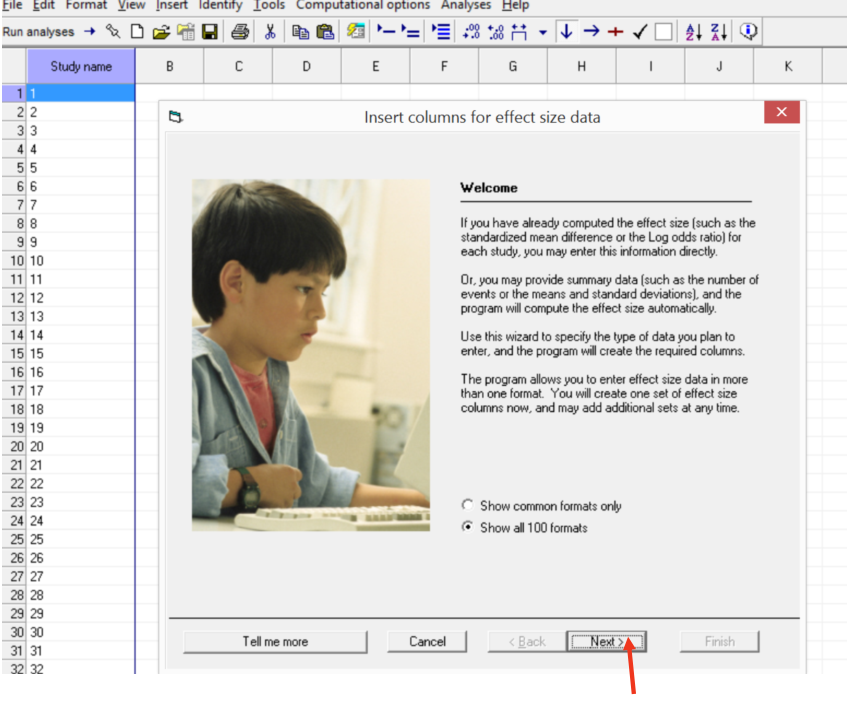 File Edit Format View Insert Identify Tools Computational options Analyses Help
Run analyses
Study name B C D E F G H I J K
1 1
2 2
3 3
4 4
5 5
6 6
7 7
8 8
9 9
10 10
11 11
12 12
13 13
14 14
15 15
16 16
17 17
18 18
19 19
20 20
21 21
22 22
23 23
24 24
25 25
26 26
27 27
28 28
29 29
30 30
31 31
32 32
Insert columns for effect size data
Welcome
If you have already computed the effect size (such as the
standardized mean difference or the Log odds ratio) for
each study, you may enter this information directly.
Or, you may provide summary data (such as the number of
events or the means and standard deviations), and the
program will compute the effect size automatically.
Use this wizard to specify the type of data you plan to
enter, and the program will create the required columns.
The program allows you to enter effect size data in more
than one format. You will create one set of effect size
columns now, and may add additional sets at any time.
Show common formats only
Show all 100 formats
Tell me more Cancel < Back Next > Finish